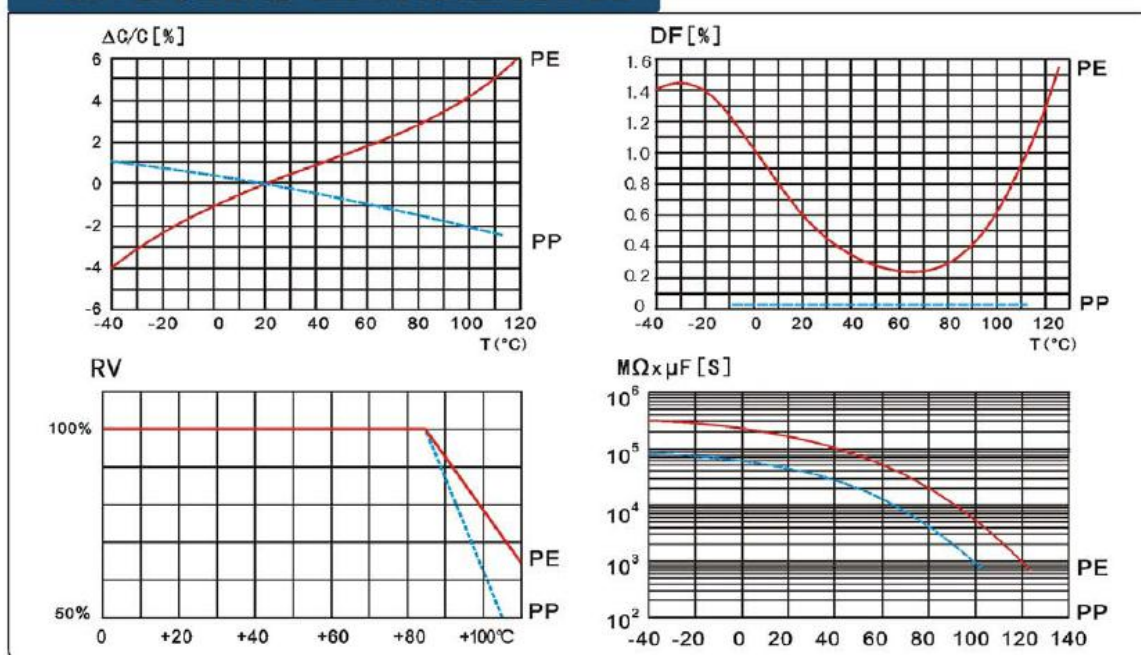 ΔC/C[%]
6
4
2
0
-2
-4
-6
PE
PP
-40 -20 0 20 40 60 80 100 120
T(°C)
DF[%]
1.6
1.4
1.2
1.0
0.8
0.6
0.4
0.2
0
PE
PP
-40 -20 0 20 40 60 80 100 120
T(°C)
RV
100%
50%
PE
PP
0 +20 +40 +60 +80 +100℃
MΩxμF[S]
10⁶
10⁵
10⁴
10³
10²
PE
PP
-40 -20 0 20 40 60 80 100 120 140